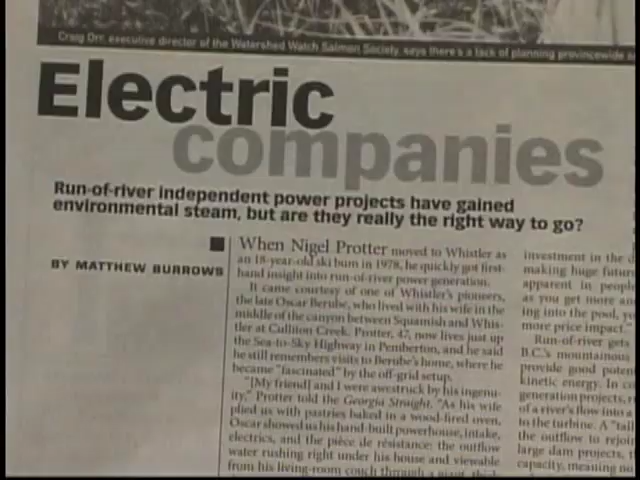 Craig Orr, executive director of the Watershed Watch Salmon Society, says there's a lack of planning provincewide
Electric
companies
Run-of-river independent power projects have gained
environmental steam, but are they really the right way to go?
BY MATTHEW BURROWS
When Nigel Protter moved to Whistler as
an 18-year-old ski bum in 1978, he quickly got first-
hand insight into run-of-river power generation.
It came courtesy of one of Whistler's pioneers,
the late Oscar Berube, who lived with his wife in the
middle of the canyon between Squamish and Whis-
tler at Culliton Creek. Protter, 47, now lives just up
the Sea-to-Sky Highway in Pemberton, and he said
he still remembers visits to Berube's home, where he
became "fascinated" by the off-grid setup.
"[My friend] and I were awestruck by his ingenu-
ity," Protter told the Georgia Straight. "As his wife
plied us with pastries baked in a wood-fired oven,
Oscar showed us his hand-built powerhouse, intake,
electrics, and the pièce de résistance: the outflow
water rushing right under his house and viewable
from his living-room couch through a giant, thick
investment in the
making huge future
apparent in people
as you get more an
ing into the pool, yo
more price impact."
Run-of-river gets
B.C.'s mountainous
provide good poten
kinetic energy. In co
generation projects, r
of a river's flow into a
to the turbine. A "tail
the outflow to rejoin
large dam projects, t
capacity, meaning no